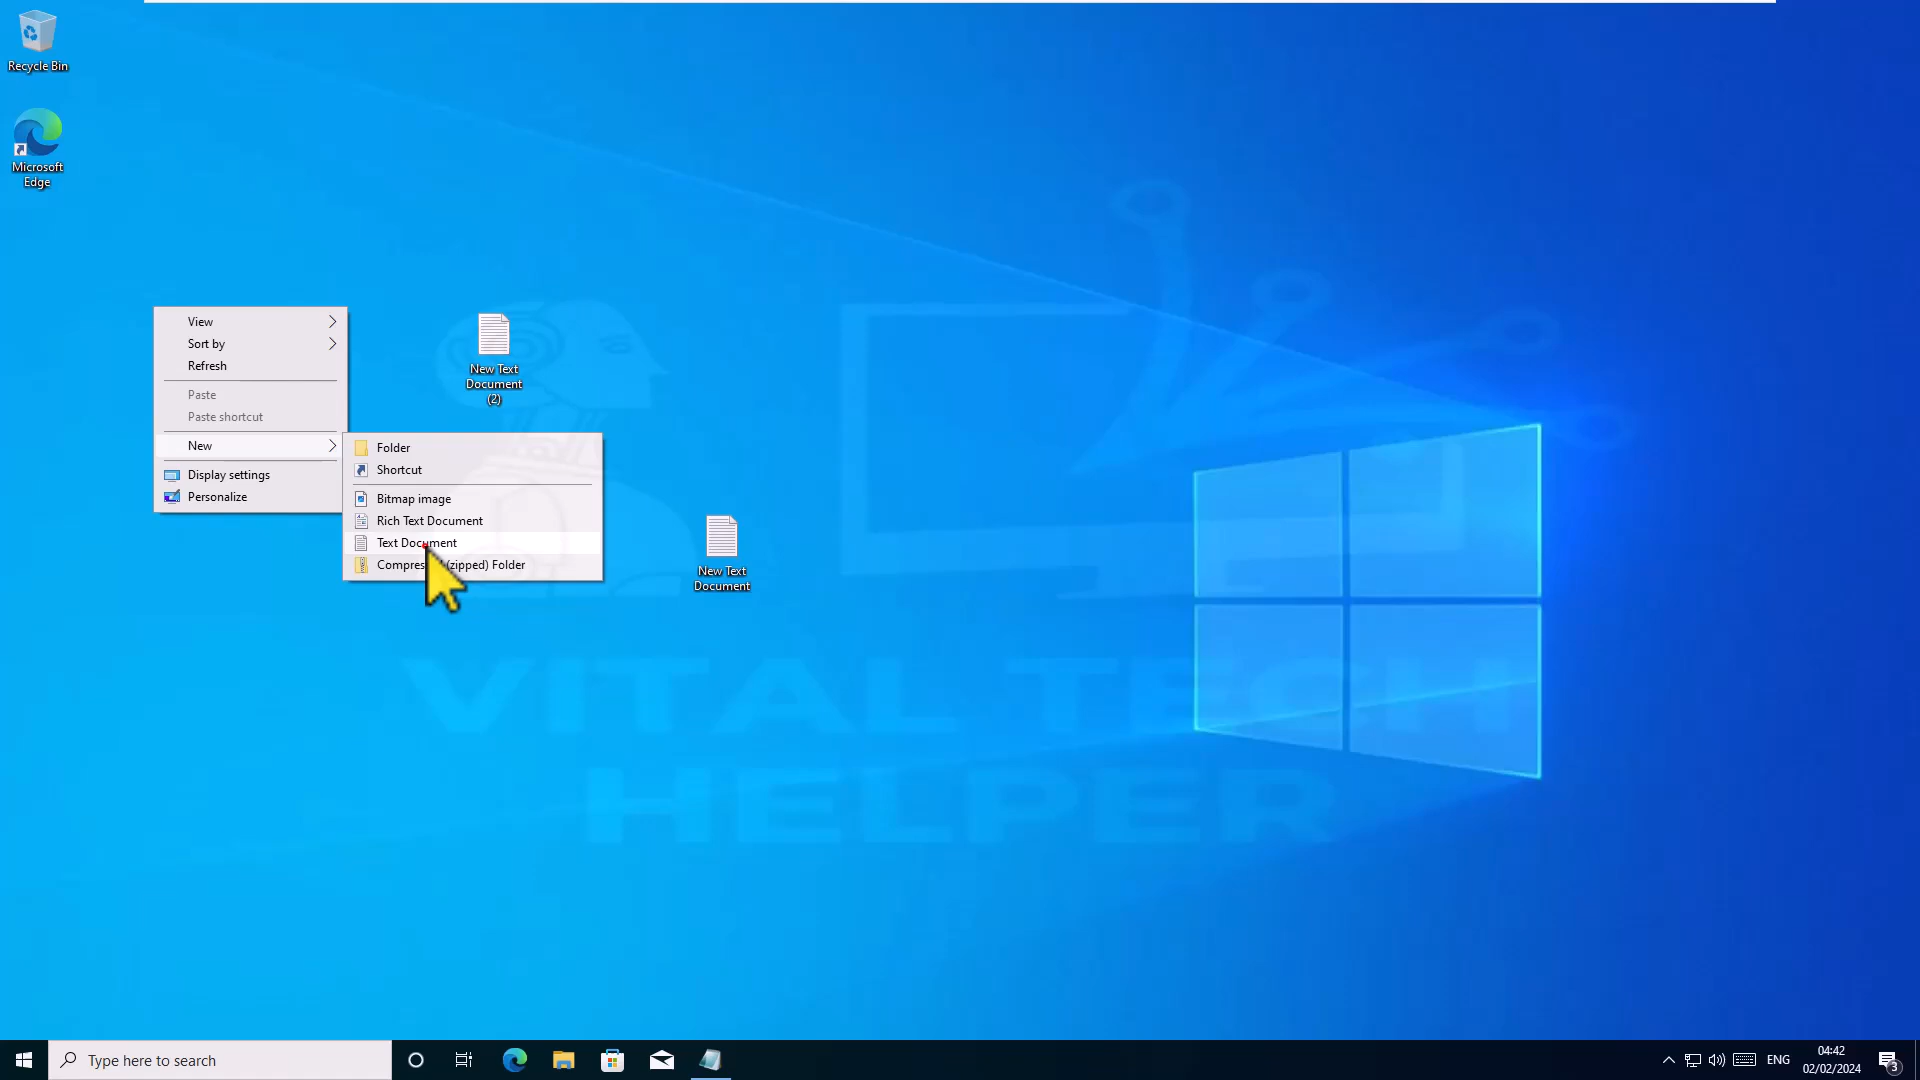 Recycle Bin
Microsoft
Edge
View
Sort by
Refresh
Paste
Paste shortcut
New
Display settings
Personalize
Folder
Shortcut
Bitmap image
Rich Text Document
Text Document
(zipped) Folder
New Text
Document
(2)
New Text
Document
VITAL TECH
HELPER
Type here to search
ENG
04:42
02/02/2024
3